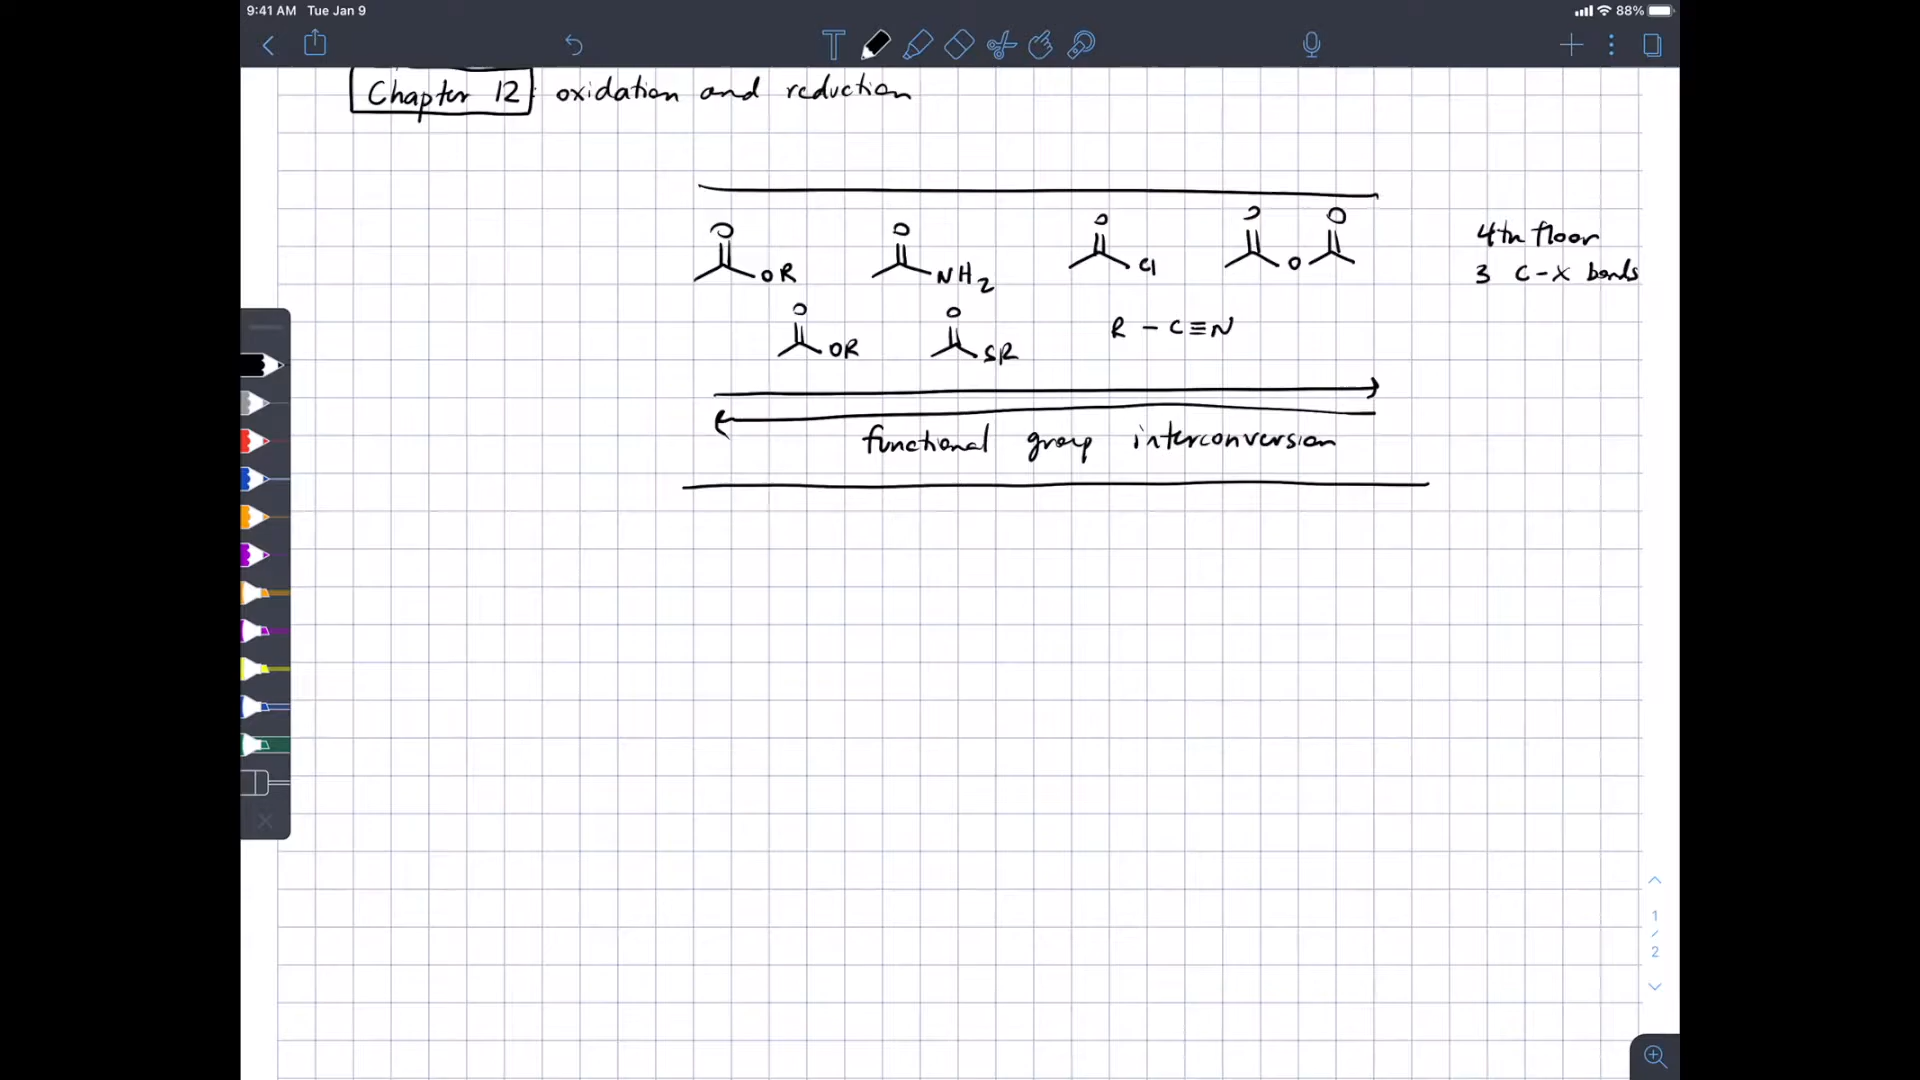 9:41 AM Tue Jan 9
88%
T
Chapter 12: oxidation and reduction
O O O O O
OR NH2 Cl O
4th floor
3 C-X bonds
O O
OR SR R - C≡N
functional group interconversion
1
/
2